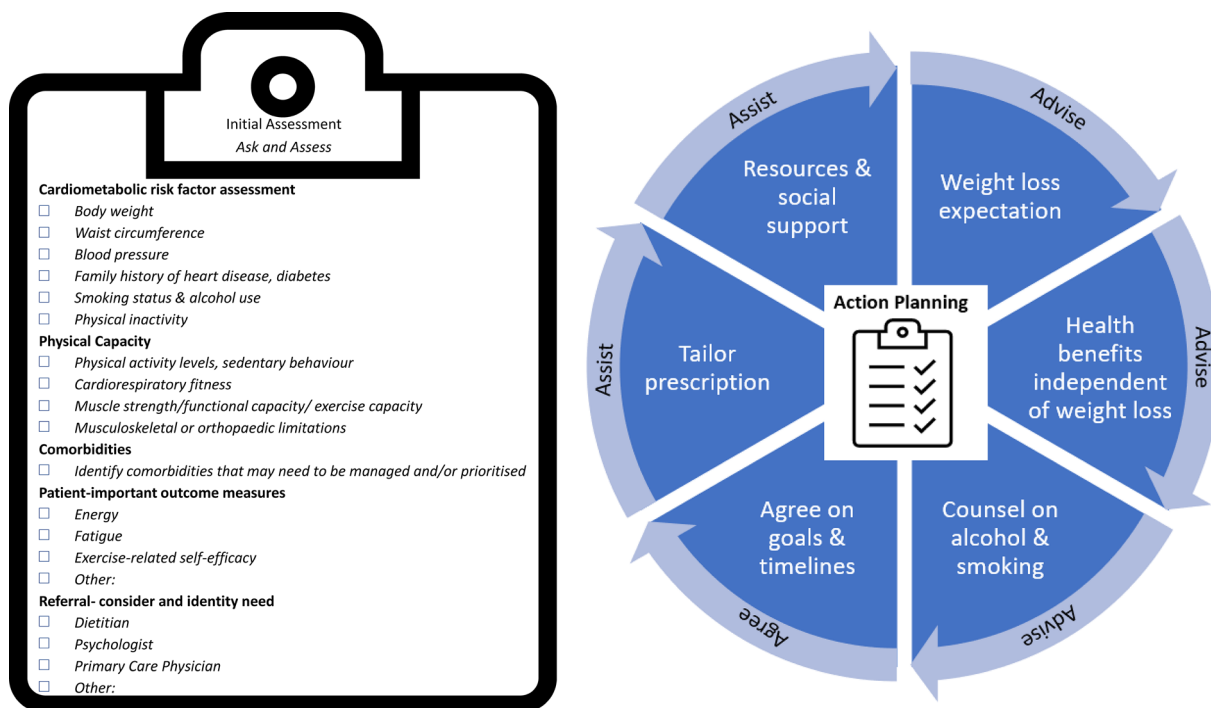 Initial Assessment
Ask and Assess
Cardiometabolic risk factor assessment
Body weight
Waist circumference
Blood pressure
Family history of heart disease, diabetes
Smoking status & alcohol use
Physical inactivity
Physical Capacity
Physical activity levels, sedentary behaviour
Cardiorespiratory fitness
Muscle strength/functional capacity/ exercise capacity
Musculoskeletal or orthopaedic limitations
Comorbidities
Identify comorbidities that may need to be managed and/or prioritised
Patient-important outcome measures
Energy
Fatigue
Exercise-related self-efficacy
Other:
Referral- consider and identity need
Dietitian
Psychologist
Primary Care Physician
Other:
Action Planning
Advise
Weight loss
expectation
Advise
Health
benefits
independent
of weight loss
Advise
Counsel on
alcohol &
smoking
Agree
Agree on
goals &
timelines
Assist
Tailor
prescription
Assist
Resources &
social
support